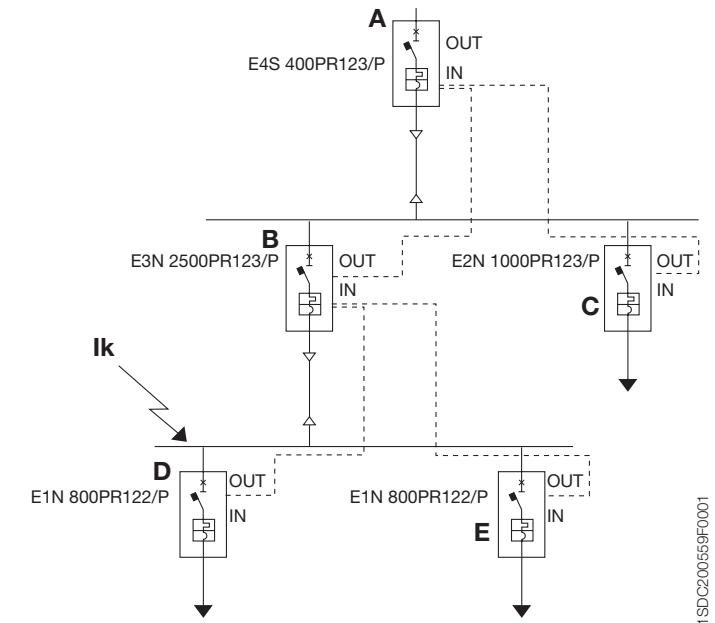 A
OUT
E4S 400PR123/P
IN
B
E3N 2500PR123/P
OUT
IN
E2N 1000PR123/P
OUT
IN
C
Ik
D
OUT
E1N 800PR122/P
IN
E1N 800PR122/P
OUT
IN
E
1SDC200559F0001